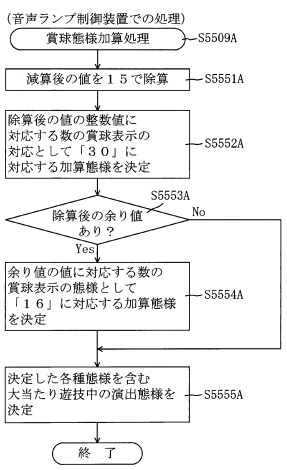 (音声ランプ制御装置での処理)
賞球態様加算処理
S5509A
減算後の値を15で除算
S5551A
除算後の値の整数値に
対応する数の賞球表示の
対応として「30」に
対応する加算態様を決定
S5552A
S5553A
除算後の余り値
あり?
No
Yes
余り値の値に対応する数の
賞球表示の態様として
「16」に対応する加算態様
を決定
S5554A
決定した各種態様を含む
大当たり遊技中の演出態様を
決定
S5555A
終 了